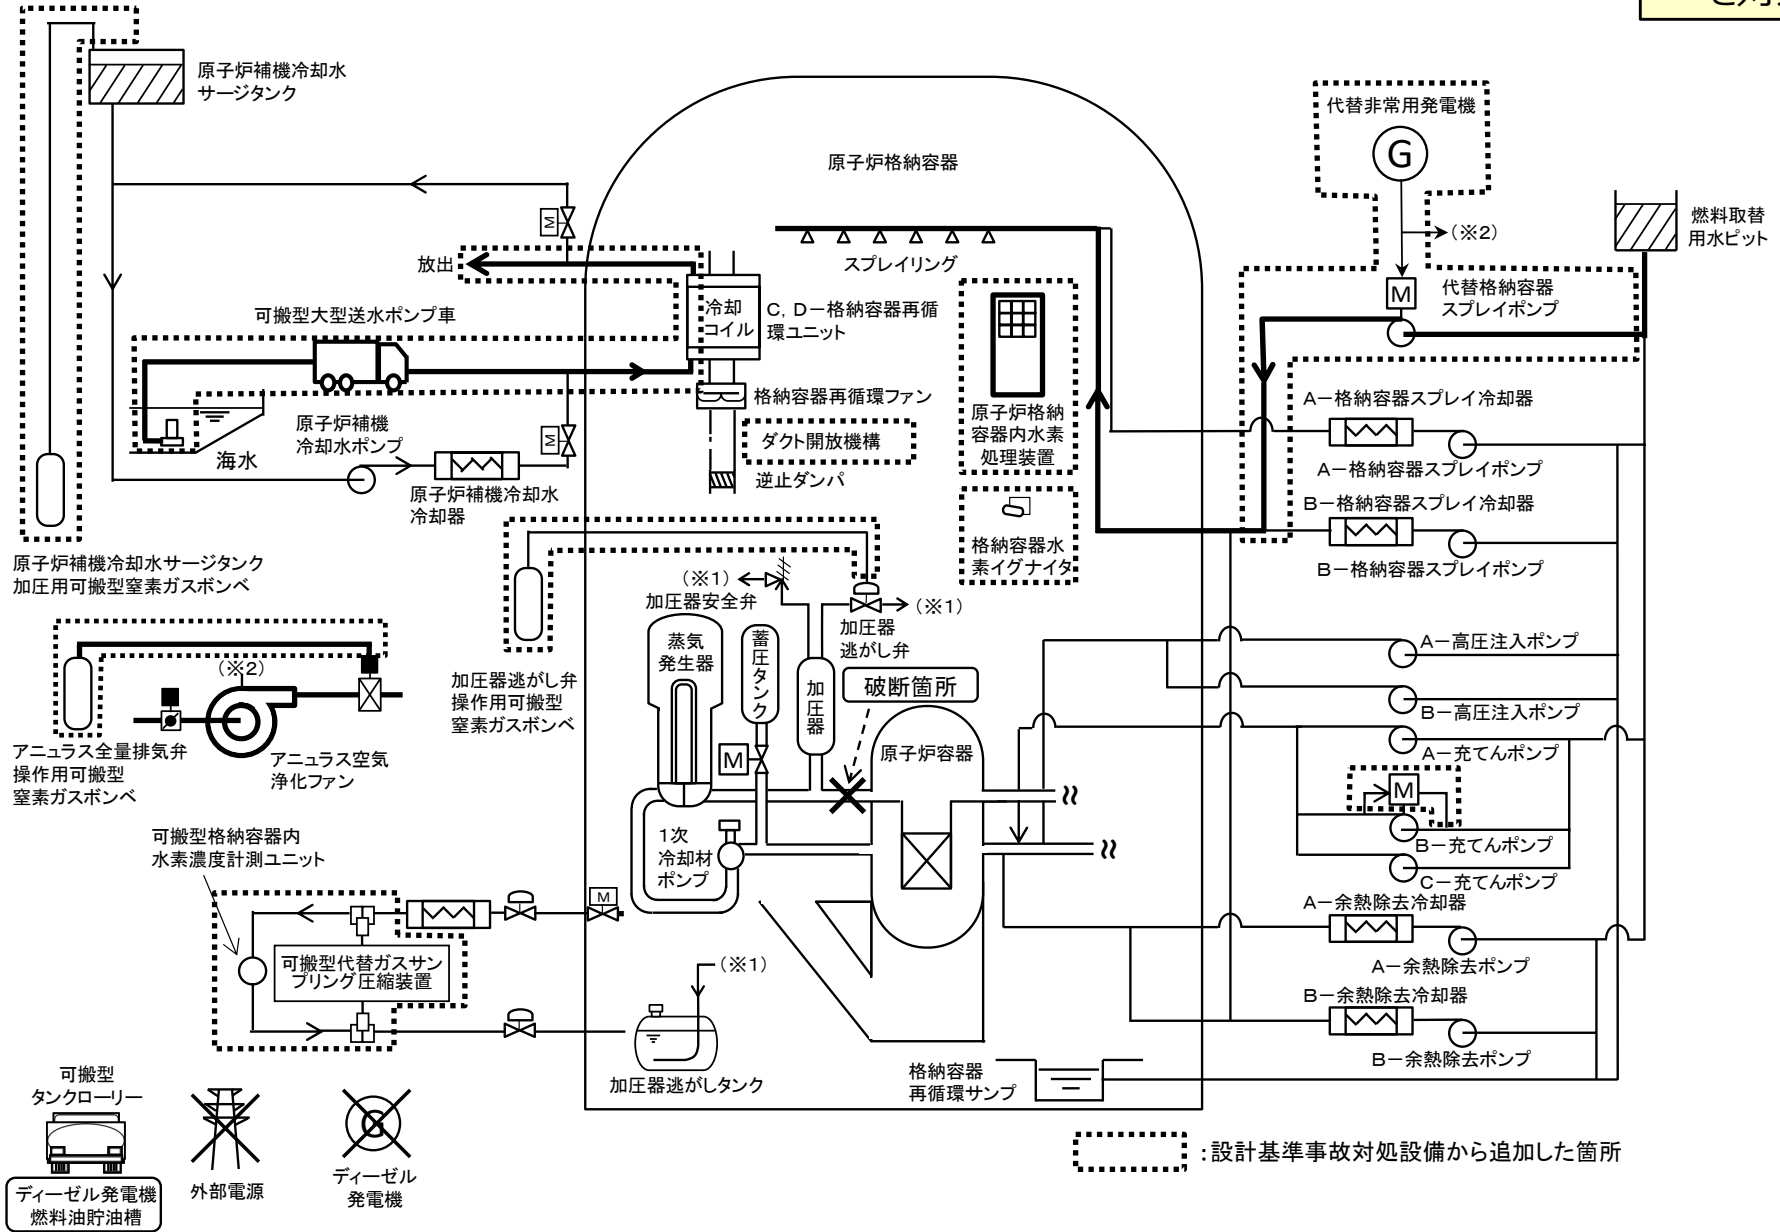 原子炉補機冷却水
サージタンク
原子炉格納容器
代替非常用発電機
G
(※2)
燃料取替
用水ピット
M
放出
スプレイリング
M
代替格納容器
スプレイポンプ
可搬型大型送水ポンプ車
冷却
コイル
C, D-格納容器再循
環ユニット
格納容器再循環ファン
原子炉格納
容器内水素
処理装置
A-格納容器スプレイ冷却器
原子炉補機
冷却水ポンプ
M
ダクト開放機構
海水
逆止ダンパ
A-格納容器スプレイポンプ
原子炉補機冷却水
冷却器
B-格納容器スプレイ冷却器
格納容器水
素イグナイタ
B-格納容器スプレイポンプ
原子炉補機冷却水サージタンク
加圧用可搬型窒素ガスボンベ
(※1)
加圧器安全弁
(※1)
加圧器
逃がし弁
蒸気
発生器
蓄圧タンク
加圧器
破断箇所
A-高圧注入ポンプ
(※2)
加圧器逃がし弁
操作用可搬型
窒素ガスボンベ
B-高圧注入ポンプ
アニュラス全量排気弁
操作用可搬型
窒素ガスボンベ
アニュラス空気
浄化ファン
M
原子炉容器
A-充てんポンプ
M
B-充てんポンプ
可搬型格納容器内
水素濃度計測ユニット
1次
冷却材
ポンプ
C-充てんポンプ
M
A-余熱除去冷却器
可搬型代替ガスサン
プリング圧縮装置
(※1)
A-余熱除去ポンプ
B-余熱除去冷却器
B-余熱除去ポンプ
加圧器逃がしタンク
格納容器
再循環サンプ
可搬型
タンクローリー
G
ディーゼル発電機
燃料油貯油槽
外部電源
ディーゼル
発電機
:設計基準事故対処設備から追加した箇所